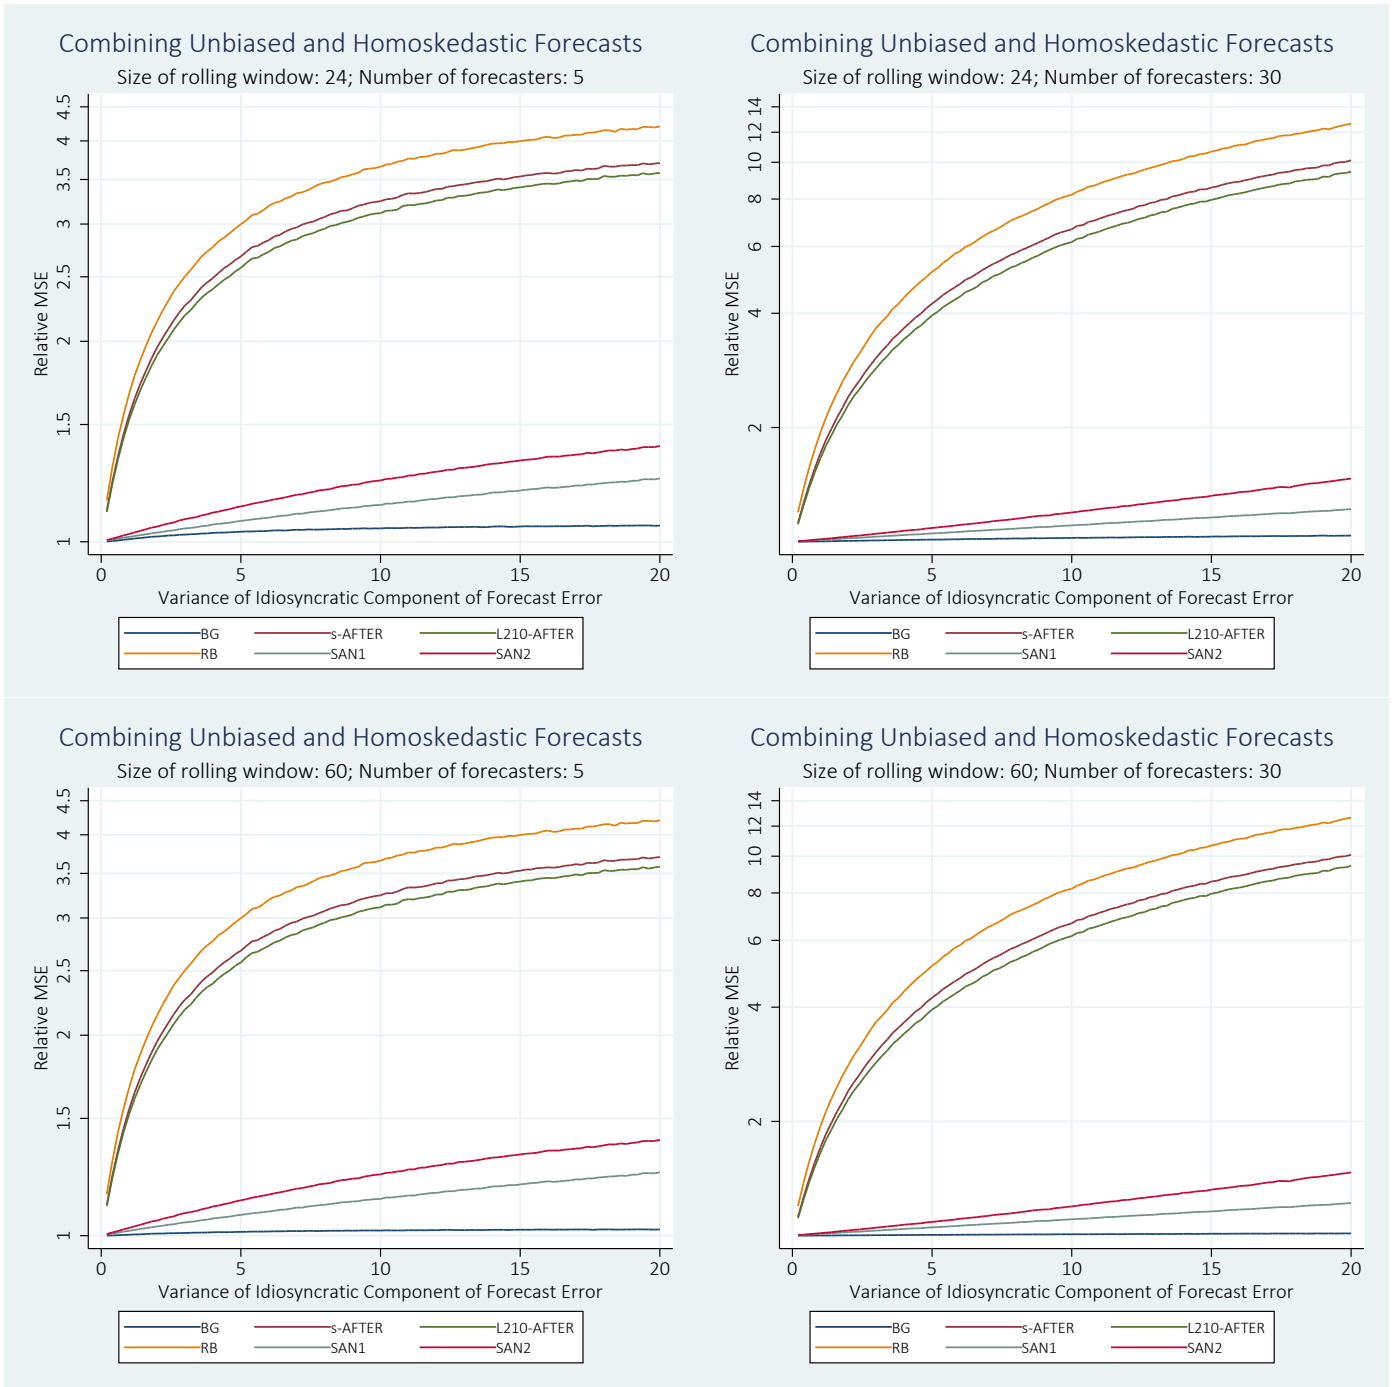 Combining Unbiased and Homoskedastic Forecasts
Size of rolling window: 24; Number of forecasters: 5
Relative MSE
4.5
4
3.5
3
2.5
2
1.5
1
0 5 10 15 20
Variance of Idiosyncratic Component of Forecast Error
BG s-AFTER L210-AFTER
RB SAN1 SAN2
Combining Unbiased and Homoskedastic Forecasts
Size of rolling window: 24; Number of forecasters: 30
Relative MSE
14
12
10
8
6
4
2
0 5 10 15 20
Variance of Idiosyncratic Component of Forecast Error
BG s-AFTER L210-AFTER
RB SAN1 SAN2
Combining Unbiased and Homoskedastic Forecasts
Size of rolling window: 60; Number of forecasters: 5
Relative MSE
4.5
4
3.5
3
2.5
2
1.5
1
0 5 10 15 20
Variance of Idiosyncratic Component of Forecast Error
BG s-AFTER L210-AFTER
RB SAN1 SAN2
Combining Unbiased and Homoskedastic Forecasts
Size of rolling window: 60; Number of forecasters: 30
Relative MSE
14
12
10
8
6
4
2
0 5 10 15 20
Variance of Idiosyncratic Component of Forecast Error
BG s-AFTER L210-AFTER
RB SAN1 SAN2